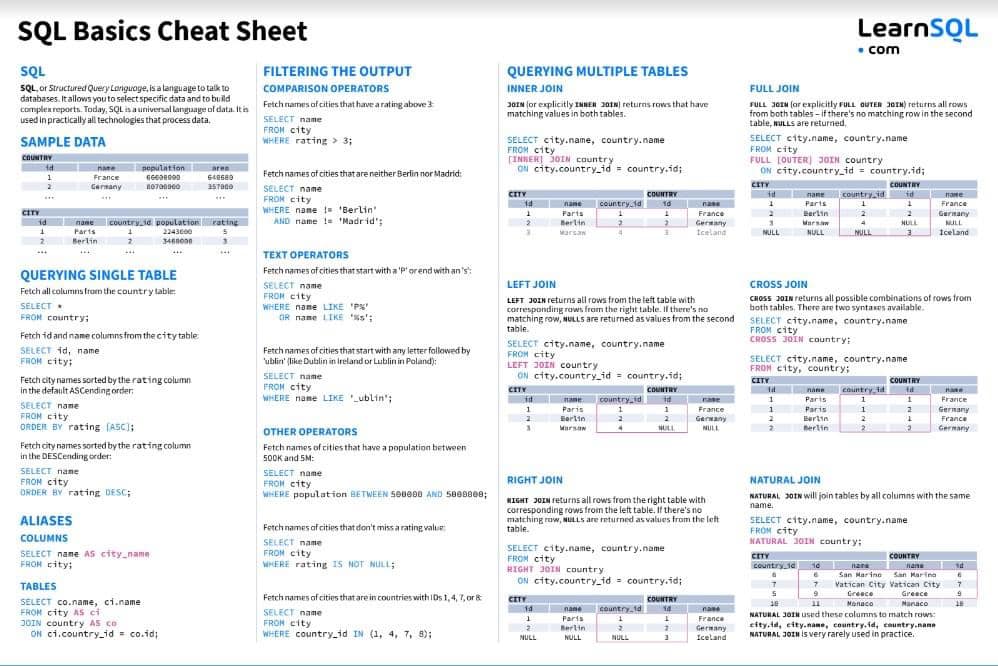 SQL Basics Cheat Sheet
LearnSQL
• com
SQL
SQL, or Structured Query Language, is a language to talk to
databases. It allows you to select specific data and to build
complex reports. Today, SQL is a universal language of data. It is
used in practically all technologies that process data.
SAMPLE DATA
COUNTRY
id name population area
1 France 66600000 640680
2 Germany 80700000 357000
... ... ... ...
CITY
id name country_id population rating
1 Paris 1 2243000 5
2 Berlin 2 3460000 3
... ... ... ... ...
QUERYING SINGLE TABLE
Fetch all columns from the country table:
SELECT *
FROM country;
Fetch id and name columns from the city table:
SELECT id, name
FROM city;
Fetch city names sorted by the rating column
in the default ASCending order:
SELECT name
FROM city
ORDER BY rating [ASC];
Fetch city names sorted by the rating column
in the DESCending order:
SELECT name
FROM city
ORDER BY rating DESC;
ALIASES
COLUMNS
SELECT name AS city_name
FROM city;
TABLES
SELECT co.name, ci.name
FROM city AS ci
JOIN country AS co
ON ci.country_id = co.id;
FILTERING THE OUTPUT
COMPARISON OPERATORS
Fetch names of cities that have a rating above 3:
SELECT name
FROM city
WHERE rating > 3;
Fetch names of cities that are neither Berlin nor Madrid:
SELECT name
FROM city
WHERE name != 'Berlin'
AND name != 'Madrid';
TEXT OPERATORS
Fetch names of cities that start with a 'P' or end with an 's':
SELECT name
FROM city
WHERE name LIKE 'P%'
OR name LIKE '%s';
Fetch names of cities that start with any letter followed by
'ublin' (like Dublin in Ireland or Lublin in Poland):
SELECT name
FROM city
WHERE name LIKE '_ublin';
OTHER OPERATORS
Fetch names of cities that have a population between
500K and 5M:
SELECT name
FROM city
WHERE population BETWEEN 500000 AND 5000000;
Fetch names of cities that don't miss a rating value:
SELECT name
FROM city
WHERE rating IS NOT NULL;
Fetch names of cities that are in countries with IDs 1, 4, 7, or 8:
SELECT name
FROM city
WHERE country_id IN (1, 4, 7, 8);
QUERYING MULTIPLE TABLES
INNER JOIN
JOIN (or explicitly INNER JOIN) returns rows that have
matching values in both tables.
SELECT city.name, country.name
FROM city
[INNER] JOIN country
ON city.country_id = country.id;
CITY COUNTRY
id name country_id id name
1 Paris 1 1 France
2 Berlin 2 2 Germany
3 Warsaw 4 3 Iceland
LEFT JOIN
LEFT JOIN returns all rows from the left table with
corresponding rows from the right table. If there's no
matching row, NULLs are returned as values from the second
table.
SELECT city.name, country.name
FROM city
LEFT JOIN country
ON city.country_id = country.id;
CITY COUNTRY
id name country_id id name
1 Paris 1 1 France
2 Berlin 2 2 Germany
3 Warsaw 4 NULL NULL
RIGHT JOIN
RIGHT JOIN returns all rows from the right table with
corresponding rows from the left table. If there's no
matching row, NULLs are returned as values from the left
table.
SELECT city.name, country.name
FROM city
RIGHT JOIN country
ON city.country_id = country.id;
CITY COUNTRY
id name country_id id name
1 Paris 1 1 France
2 Berlin 2 2 Germany
NULL NULL NULL 3 Iceland
FULL JOIN
FULL JOIN (or explicitly FULL OUTER JOIN) returns all rows
from both tables – if there's no matching row in the second
table, NULLs are returned.
SELECT city.name, country.name
FROM city
FULL [OUTER] JOIN country
ON city.country_id = country.id;
CITY COUNTRY
id name country_id id name
1 Paris 1 1 France
2 Berlin 2 2 Germany
3 Warsaw 4 NULL NULL
NULL NULL NULL 3 Iceland
CROSS JOIN
CROSS JOIN returns all possible combinations of rows from
both tables. There are two syntaxes available.
SELECT city.name, country.name
FROM city
CROSS JOIN country;
SELECT city.name, country.name
FROM city, country;
CITY COUNTRY
id name country_id id name
1 Paris 1 1 France
1 Paris 1 2 Germany
2 Berlin 2 1 France
2 Berlin 2 2 Germany
NATURAL JOIN
NATURAL JOIN will join tables by all columns with the same
name.
SELECT city.name, country.name
FROM city
NATURAL JOIN country;
CITY COUNTRY
country_id id name name id
6 6 San Marino San Marino 6
7 7 Vatican City Vatican City 7
5 9 Greece Greece 9
10 11 Monaco Monaco 10
NATURAL JOIN used these columns to match rows:
city.id, city.name, country.id, country.name
NATURAL JOIN is very rarely used in practice.